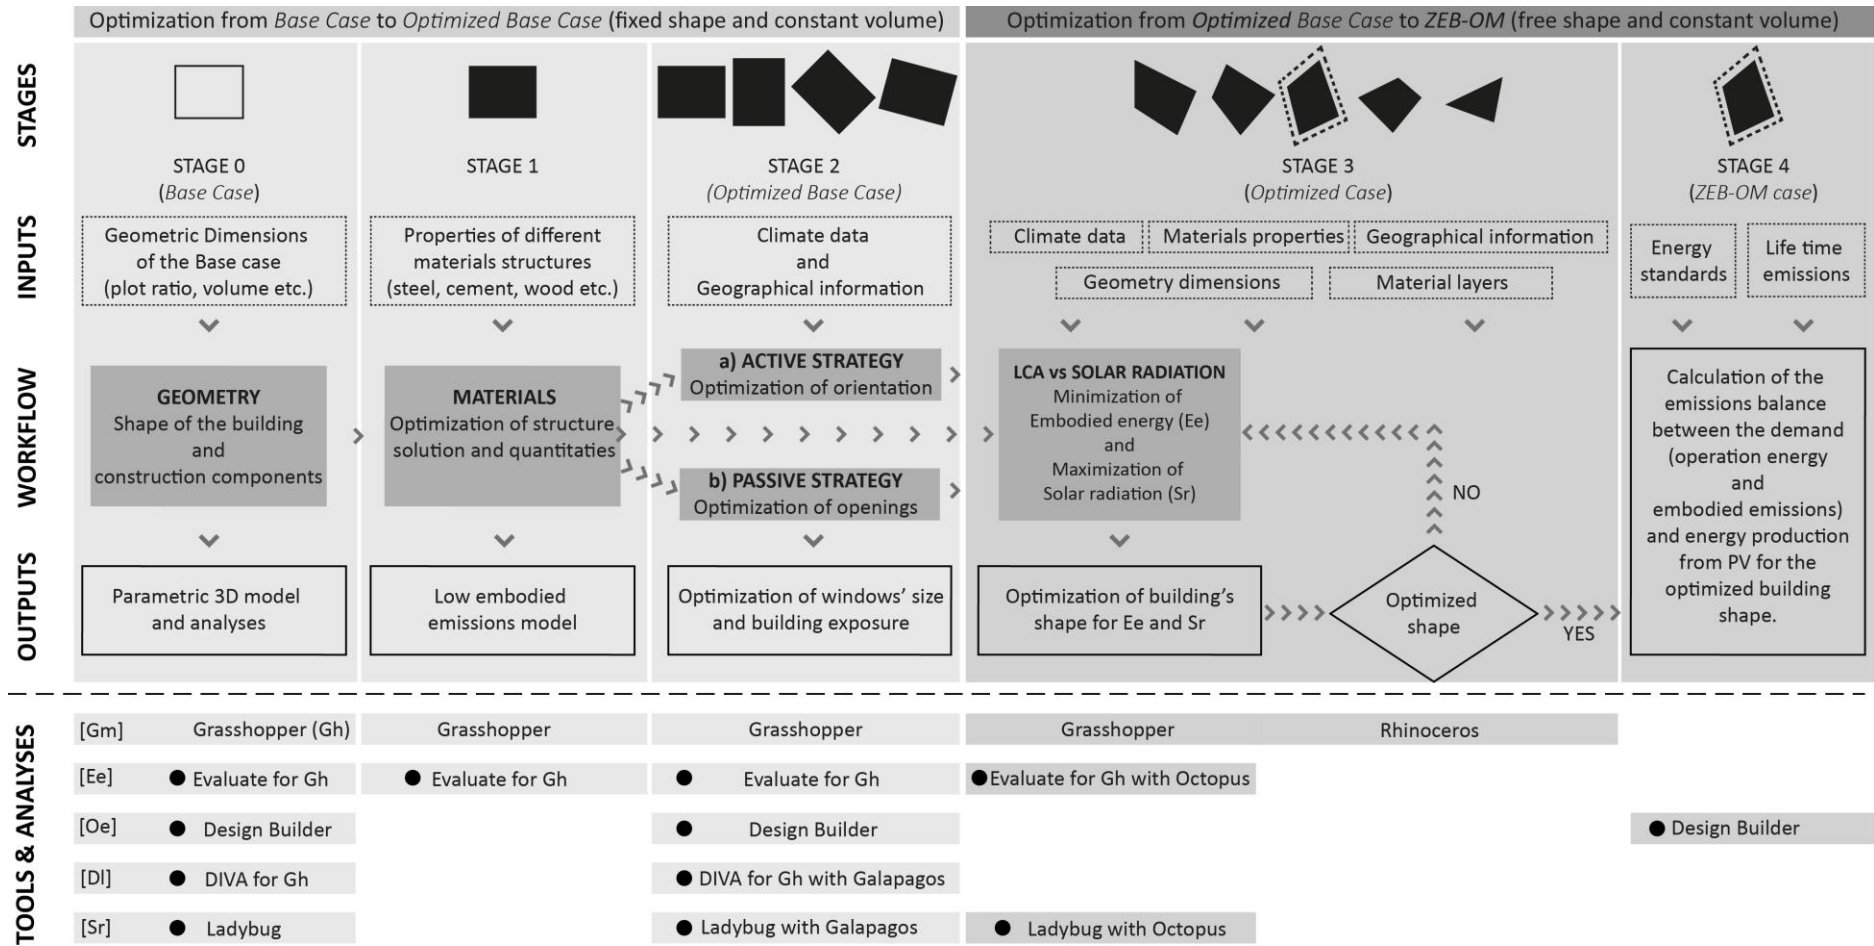 Optimization from Base Case to Optimized Base Case (fixed shape and constant volume)
Optimization from Optimized Base Case to ZEB-OM (free shape and constant volume)
STAGES
STAGE 0
(Base Case)
STAGE 1
STAGE 2
(Optimized Base Case)
STAGE 3
(Optimized Case)
STAGE 4
(ZEB-OM case)
INPUTS
Geometric Dimensions
of the Base case
(plot ratio, volume etc.)
Properties of different
materials structures
(steel, cement, wood etc.)
Climate data
and
Geographical information
Climate data
Materials properties
Geographical information
Geometry dimensions
Material layers
Energy
standards
Life time
emissions
WORKFLOW
GEOMETRY
Shape of the building
and
construction components
MATERIALS
Optimization of structure
solution and quantitaties
a) ACTIVE STRATEGY
Optimization of orientation
b) PASSIVE STRATEGY
Optimization of openings
LCA vs SOLAR RADIATION
Minimization of
Embodied energy (Ee)
and
Maximization of
Solar radiation (Sr)
NO
Calculation of the
emissions balance
between the demand
(operation energy
and
embodied emissions)
and energy production
from PV for the
optimized building
shape.
OUTPUTS
Parametric 3D model
and analyses
Low embodied
emissions model
Optimization of windows' size
and building exposure
Optimization of building's
shape for Ee and Sr
Optimized
shape
YES
TOOLS & ANALYSES
[Gm] Grasshopper (Gh) Grasshopper Grasshopper Grasshopper Rhinoceros
[Ee] Evaluate for Gh Evaluate for Gh Evaluate for Gh Evaluate for Gh with Octopus
[Oe] Design Builder Design Builder Design Builder
[Dl] DIVA for Gh DIVA for Gh with Galapagos
[Sr] Ladybug Ladybug with Galapagos Ladybug with Octopus